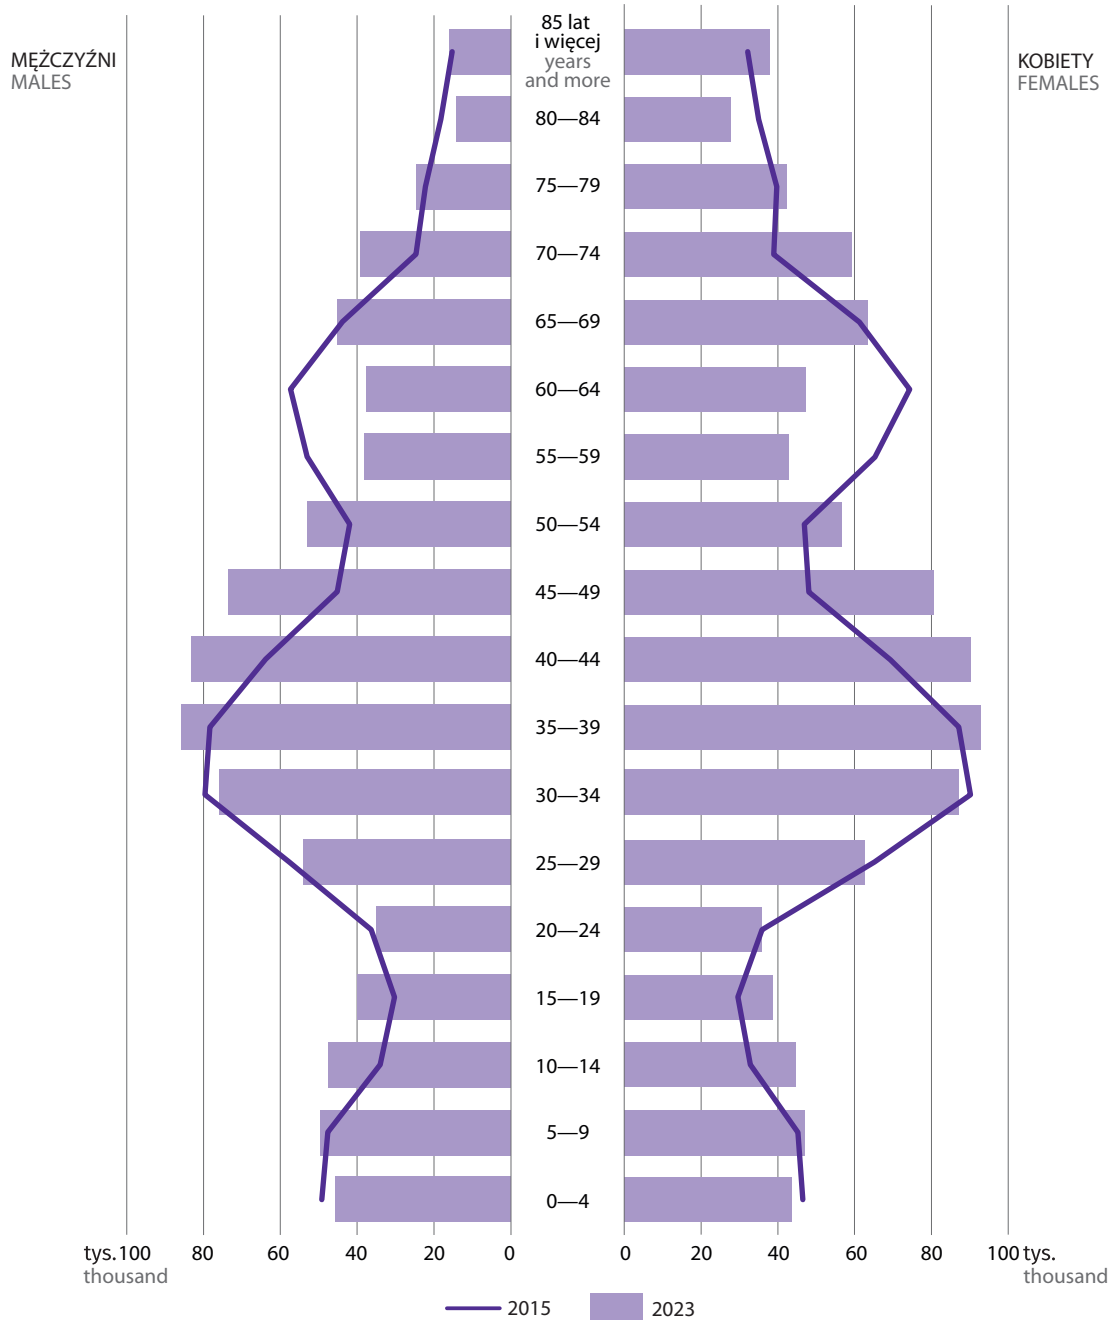 MĘŻCZYŹNI
MALES
85 lat
i więcej
years
and more
KOBIETY
FEMALES
80—84
75—79
70—74
65—69
60—64
55—59
50—54
45—49
40—44
35—39
30—34
25—29
20—24
15—19
10—14
5—9
0—4
tys. 100 80 60 40 20 0 0 20 40 60 80 100 tys.
thousand thousand
2015 2023